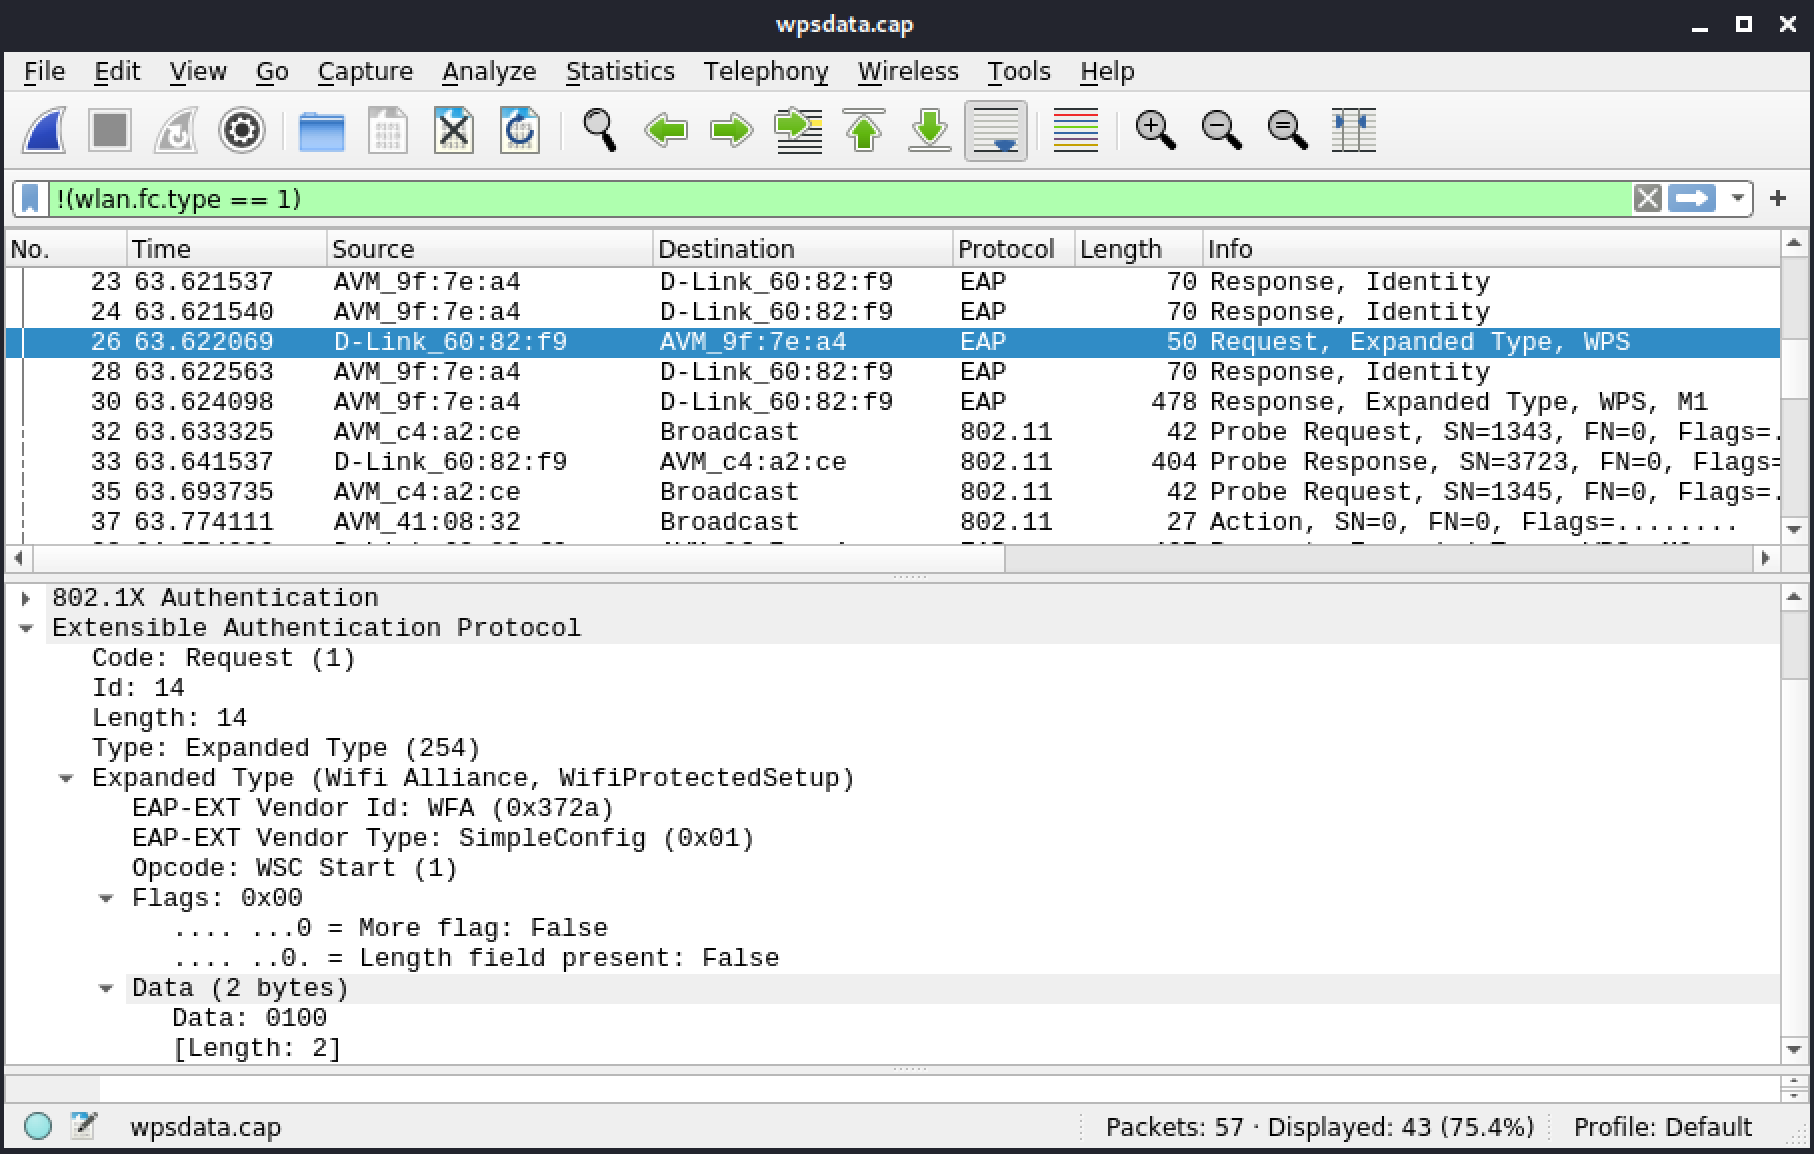 wpsdata.cap
File Edit View Go Capture Analyze Statistics Telephony Wireless Tools Help
!(wlan.fc.type == 1)
No. Time Source Destination Protocol Length Info
23 63.621537 AVM_9f:7e:a4 D-Link_60:82:f9 EAP 70 Response, Identity
24 63.621540 AVM_9f:7e:a4 D-Link_60:82:f9 EAP 70 Response, Identity
26 63.622069 D-Link_60:82:f9 AVM_9f:7e:a4 EAP 50 Request, Expanded Type, WPS
28 63.622563 AVM_9f:7e:a4 D-Link_60:82:f9 EAP 70 Response, Identity
30 63.624098 AVM_9f:7e:a4 D-Link_60:82:f9 EAP 478 Response, Expanded Type, WPS, M1
32 63.633325 AVM_c4:a2:ce Broadcast 802.11 42 Probe Request, SN=1343, FN=0, Flags=.
33 63.641537 D-Link_60:82:f9 AVM_c4:a2:ce 802.11 404 Probe Response, SN=3723, FN=0, Flags=
35 63.693735 AVM_c4:a2:ce Broadcast 802.11 42 Probe Request, SN=1345, FN=0, Flags=.
37 63.774111 AVM_41:08:32 Broadcast 802.11 27 Action, SN=0, FN=0, Flags=........
802.1X Authentication
Extensible Authentication Protocol
Code: Request (1)
Id: 14
Length: 14
Type: Expanded Type (254)
Expanded Type (Wifi Alliance, WifiProtectedSetup)
EAP-EXT Vendor Id: WFA (0x372a)
EAP-EXT Vendor Type: SimpleConfig (0x01)
Opcode: WSC Start (1)
Flags: 0x00
.... ...0 = More flag: False
.... ..0. = Length field present: False
Data (2 bytes)
Data: 0100
[Length: 2]
wpsdata.cap Packets: 57 · Displayed: 43 (75.4%) Profile: Default